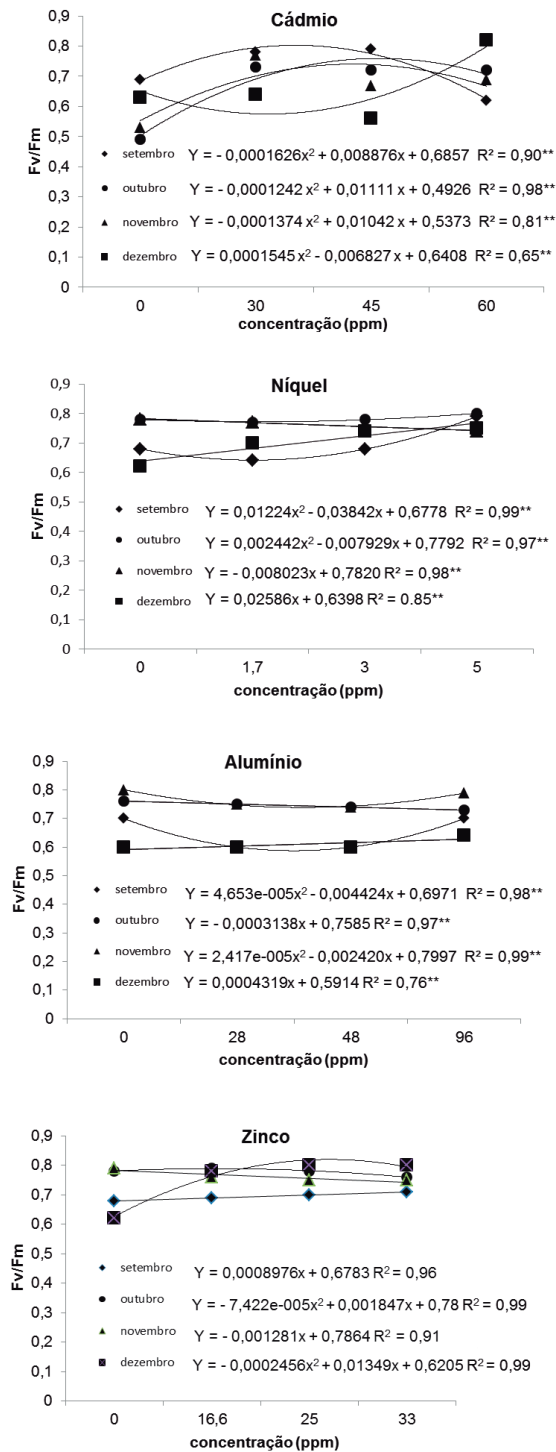 Cádmio
0,9
0,8
0,7
0,6
0,5
0,4
0,3
0,2
0,1
0
Fv/Fm
setembro Y = - 0,0001626x² + 0,008876x + 0,6857 R² = 0,90**
outubro Y = -0,0001242 x² + 0,01111x + 0,4926 R² = 0,98**
novembro Y = -0,0001374 x² + 0,01042x + 0,5373 R² = 0,81**
dezembro Y = 0,0001545x² - 0,006827x + 0,6408 R² = 0,65**
0 30 45 60
concentração (ppm)
Níquel
0,9
0,8
0,7
0,6
0,5
0,4
0,3
0,2
0,1
0
Fv/Fm
setembro Y = 0,01224x² - 0,03842x + 0,6778 R² = 0,99**
outubro Y = 0,002442x² -0,007929x + 0,7792 R² = 0,97**
novembro Y = - 0,008023x + 0,7820 R² = 0,98**
dezembro Y = 0,02586x + 0,6398 R² = 0.85**
0 1,7 3 5
concentração (ppm)
Alumínio
0,9
0,8
0,7
0,6
0,5
0,4
0,3
0,2
0,1
0
Fv/Fm
setembro Y = 4,653e-005x² - 0,004424x + 0,6971 R² = 0,98**
outubro Y = - 0,0003138x + 0,7585 R² = 0,97**
novembro Y = 2,417e-005x² - 0,002420x + 0,7997 R² = 0,99**
dezembro Y = 0,0004319x + 0,5914 R² = 0,76**
0 28 48 96
concentração (ppm)
Zinco
0,9
0,8
0,7
0,6
0,5
0,4
0,3
0,2
0,1
0
Fv/Fm
setembro Y = 0,0008976x + 0,6783 R² = 0,96
outubro Y = - 7,422e-005x² + 0,001847x + 0,78 R² = 0,99
novembro Y = -0,001281x + 0,7864 R² = 0,91
dezembro Y = -0,0002456x² + 0,01349x + 0,6205 R² = 0,99
0 16,6 25 33
concentração (ppm)